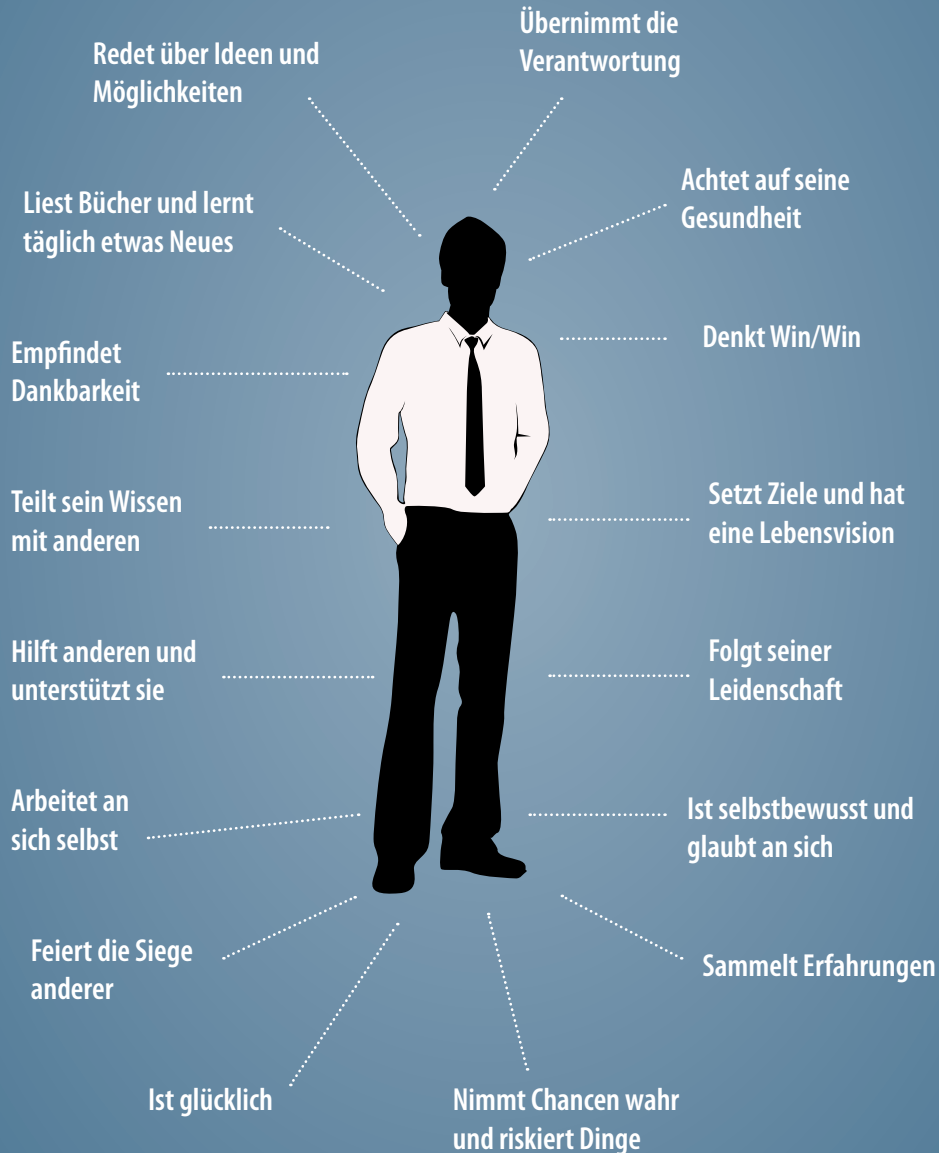 Übernimmt die
Verantwortung
Redet über Ideen und
Möglichkeiten
Achtet auf seine
Gesundheit
Liest Bücher und lernt
täglich etwas Neues
Denkt Win/Win
Empfindet
Dankbarkeit
Setzt Ziele und hat
eine Lebensvision
Teilt sein Wissen
mit anderen
Folgt seiner
Leidenschaft
Hilft anderen und
unterstützt sie
Ist selbstbewusst und
glaubt an sich
Arbeitet an
sich selbst
Sammelt Erfahrungen
Feiert die Siege
anderer
Ist glücklich
Nimmt Chancen wahr
und riskiert Dinge